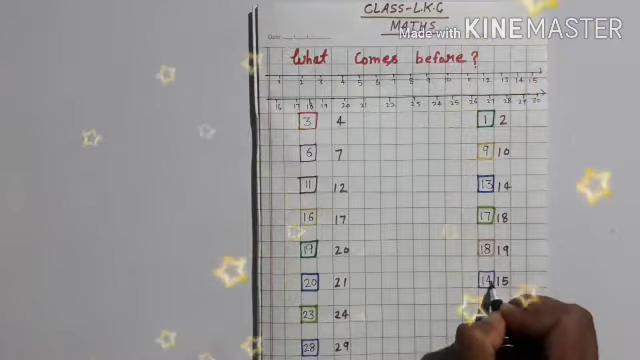 CLASS-L.K.G
MATHS
Made with KINEMASTER
Date
What comes before?
1 2 3 4 5 6 7 8 9 10 11 12 13 14 15
16 17 18 19 20 21 22 23 24 25 26 27 28 29 30
3 4 1 2
6 7 9 10
11 12 13 14
16 17 17 18
19 20 18 19
20 21 14 15
23 24
28 29